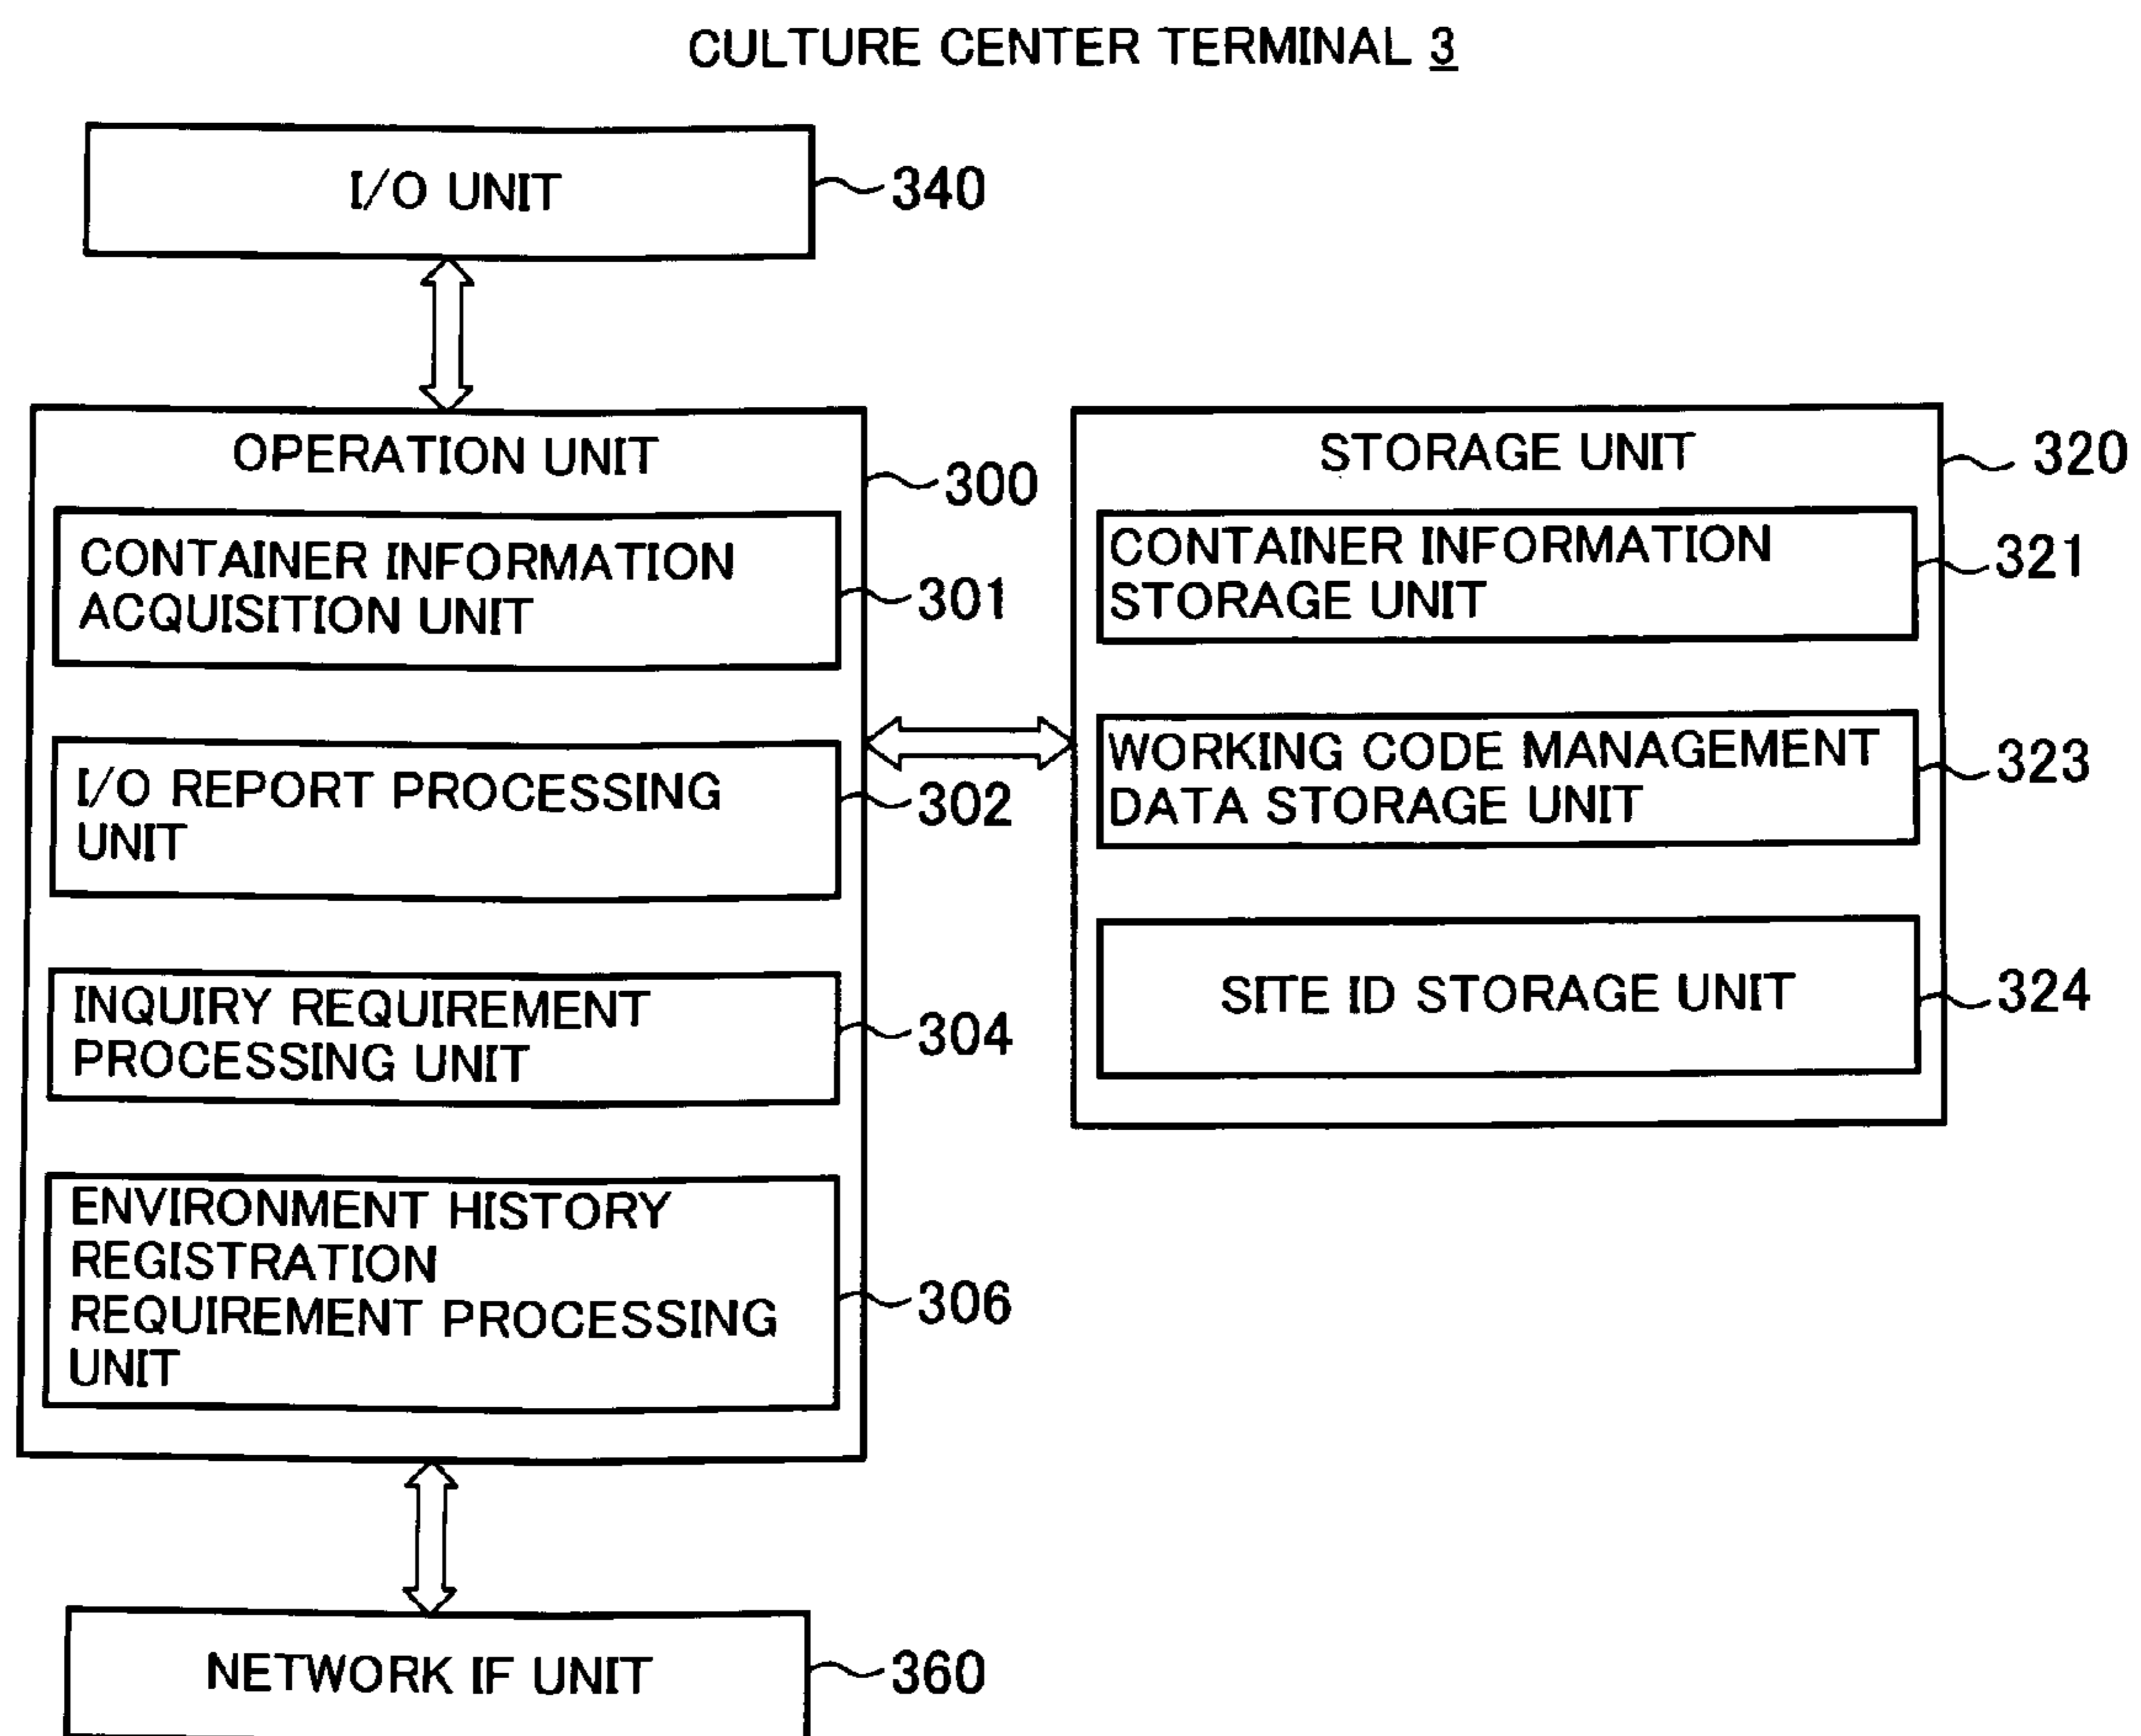 CULTURE CENTER TERMINAL 3
I/O UNIT
340
OPERATION UNIT
300
CONTAINER INFORMATION
ACQUISITION UNIT
301
I/O REPORT PROCESSING
UNIT
302
INQUIRY REQUIREMENT
PROCESSING UNIT
304
ENVIRONMENT HISTORY
REGISTRATION
REQUIREMENT PROCESSING
UNIT
306
STORAGE UNIT
320
CONTAINER INFORMATION
STORAGE UNIT
321
WORKING CODE MANAGEMENT
DATA STORAGE UNIT
323
SITE ID STORAGE UNIT
324
NETWORK IF UNIT
360